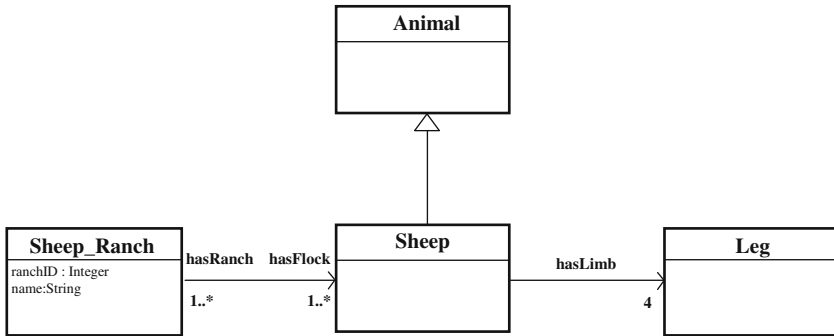 Animal
Sheep_Ranch
ranchID : Integer
name:String
hasRanch
hasFlock
1..*
1..*
Sheep
hasLimb
4
Leg